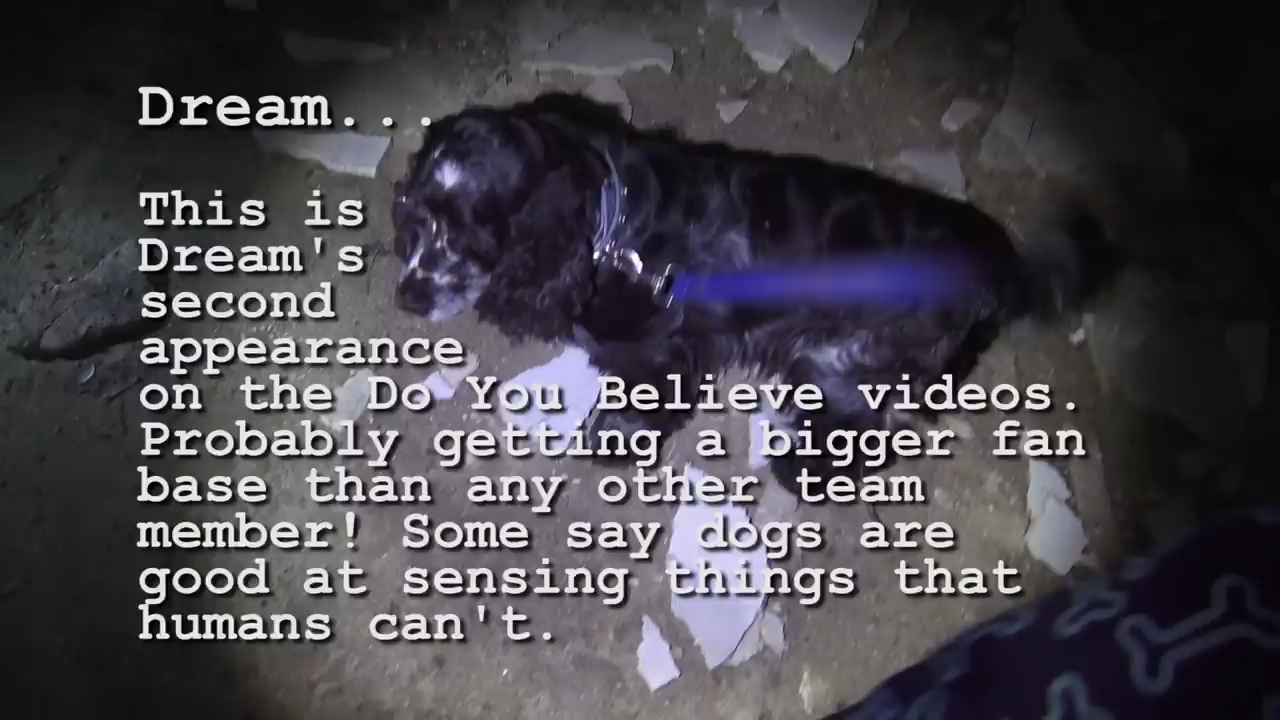 Dream...
This is
Dream's
second
appearance
on the Do You Believe videos.
Probably getting a bigger fan
base than any other team
member! Some say dogs are
good at sensing things that
humans can't.